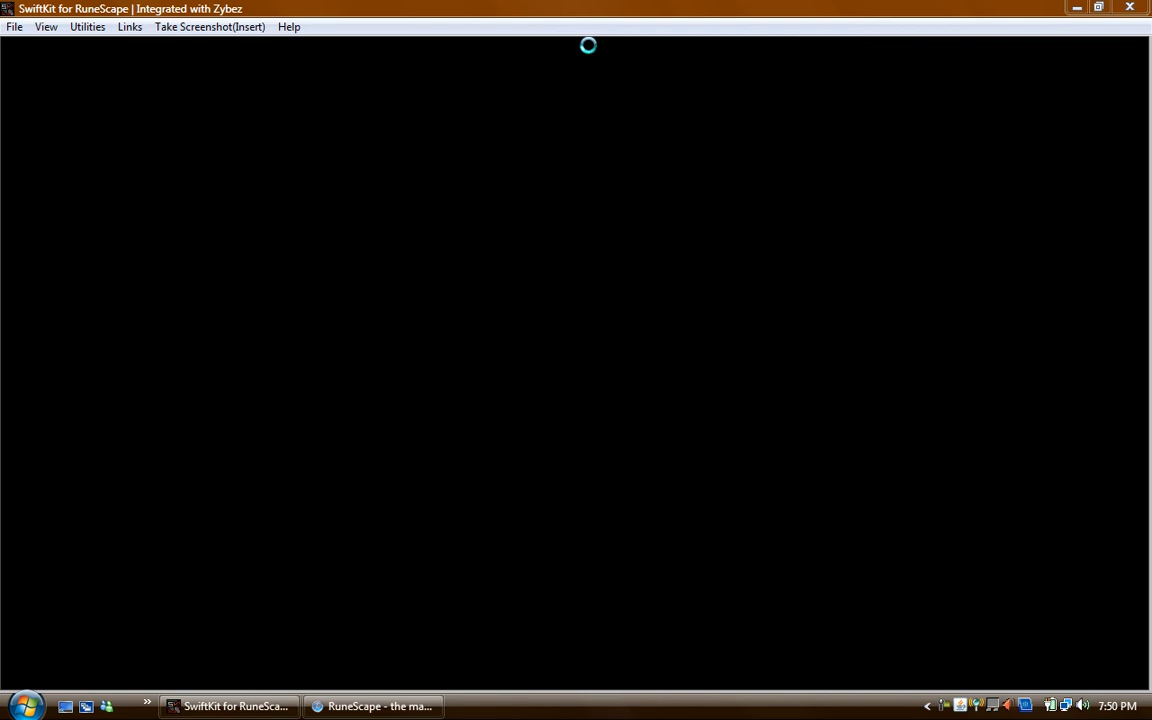 SwiftKit for RuneScape | Integrated with Zybez
File View Utilities Links Take Screenshot(Insert) Help
» SwiftKit for RuneSca... RuneScape - the ma... < 7:50 PM